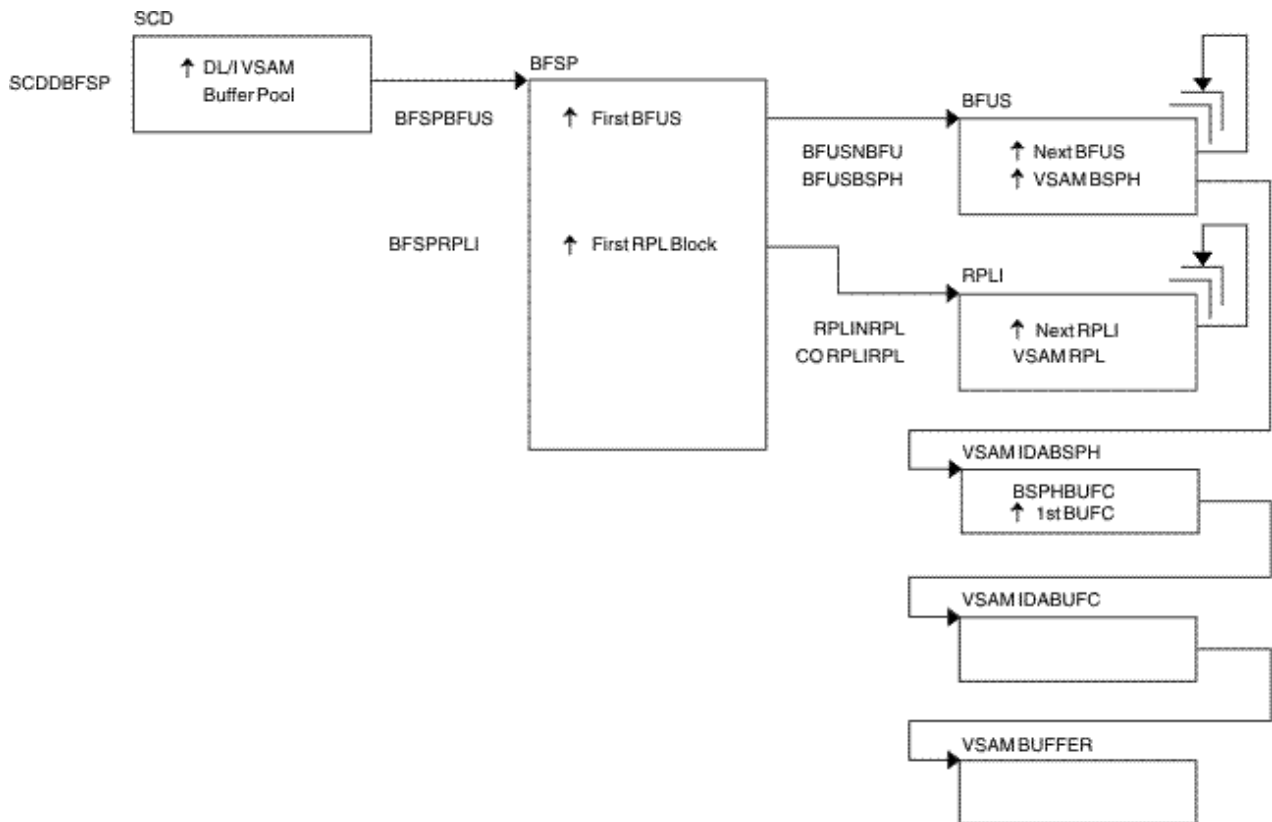 SCD
SCDDBFSP
↑ DL/I VSAM
Buffer Pool
BFSP
BFSPBFUS
↑ First BFUS
BFUS
BFUSNBFU
↑ Next BFUS
BFUSBSPH
↑ VSAM BSPH
BFSPRPLI
↑ First RPL Block
RPLI
RPLINRPL
↑ Next RPLI
CO RPLIRPL
VSAM RPL
VSAM IDABSPH
BSPHBUFC
↑ 1st BUFC
VSAM IDABUFC
VSAM BUFFER